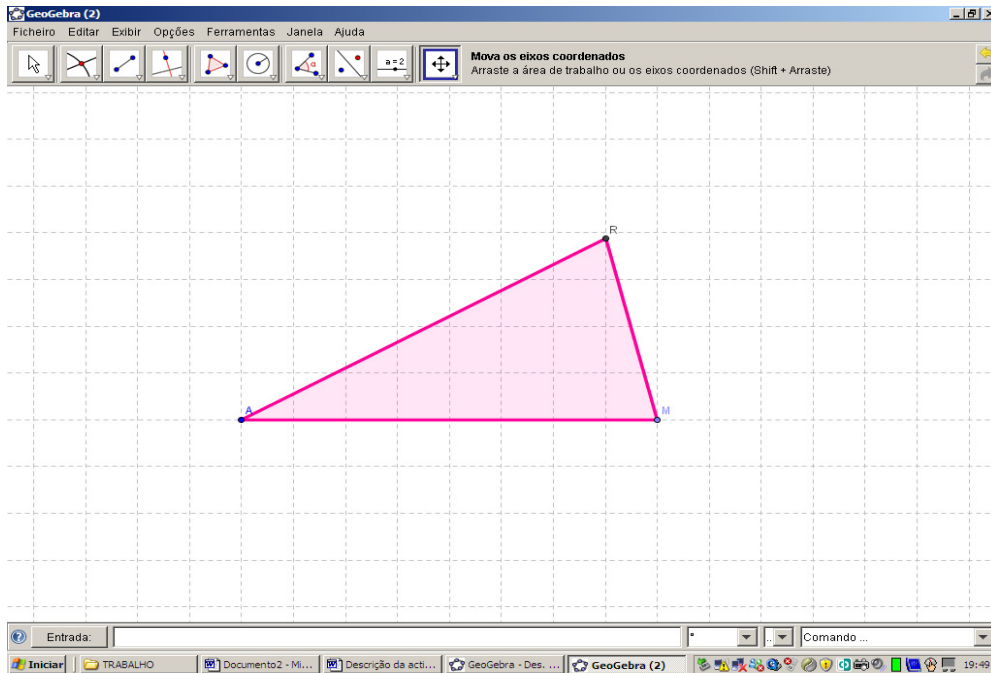 GeoGebra (2)
Ficheiro Editar Exibir Opções Ferramentas Janela Ajuda
a=2
Mova os eixos coordenados
Arraste a área de trabalho ou os eixos coordenados (Shift + Arraste)
R
A
M
Entrada:
Comando ...
Iniciar TRABALHO Documento2 - Mi... Descrição da acti... GeoGebra - Des. ... GeoGebra (2) 19:49